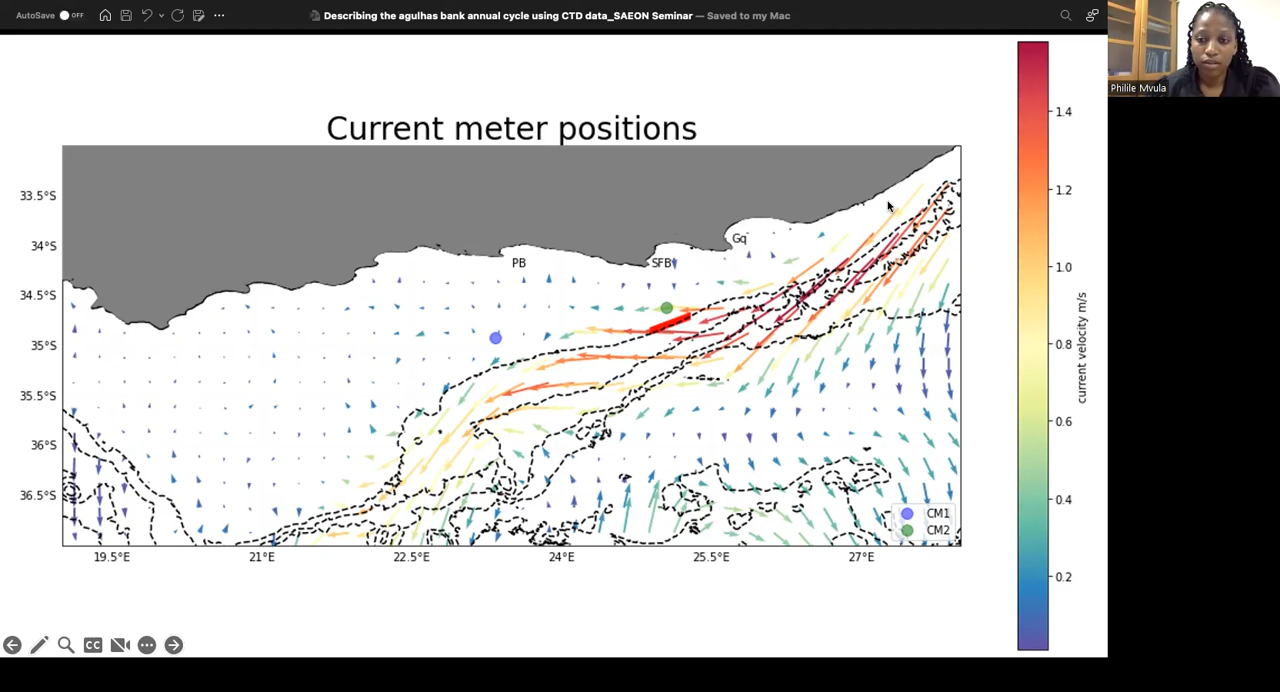 AutoSave OFF
Describing the agulhas bank annual cycle using CTD data_SAEON Seminar — Saved to my Mac
Philile Mvula
Current meter positions
33.5°S
34°S
34.5°S
35°S
35.5°S
36°S
36.5°S
PB
SFB
Gq
CM1
CM2
19.5°E
21°E
22.5°E
24°E
25.5°E
27°E
1.4
1.2
1.0
0.8
0.6
0.4
0.2
current velocity m/s
CC